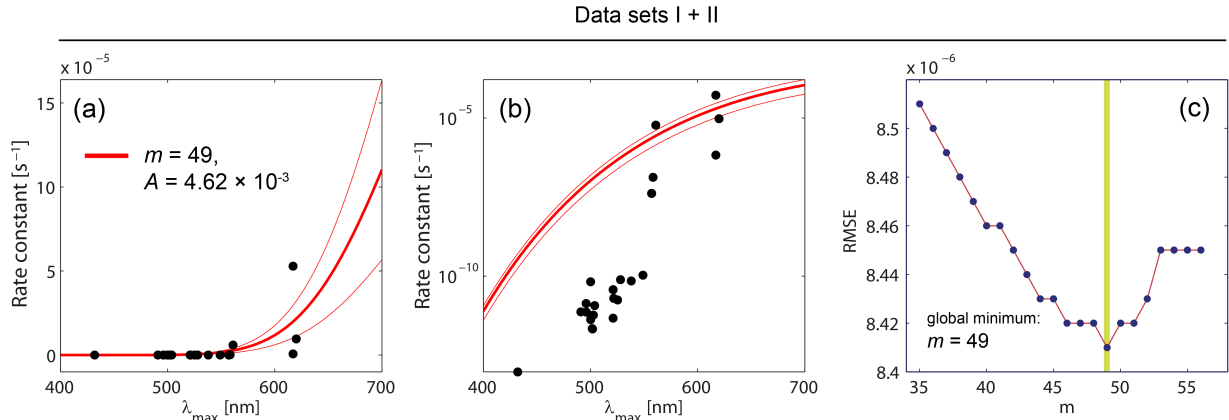 Data sets I + II
x 10⁻⁵
(a)
15
10
5
0
400
500
600
700
Rate constant [s⁻¹]
λmax [nm]
m = 49,
A = 4.62 × 10⁻³
(b)
10⁻⁵
10⁻¹⁰
400
500
600
700
Rate constant [s⁻¹]
λmax [nm]
x 10⁻⁶
(c)
8.5
8.48
8.46
8.44
8.42
8.4
35
40
45
50
55
RMSE
m
global minimum:
m = 49